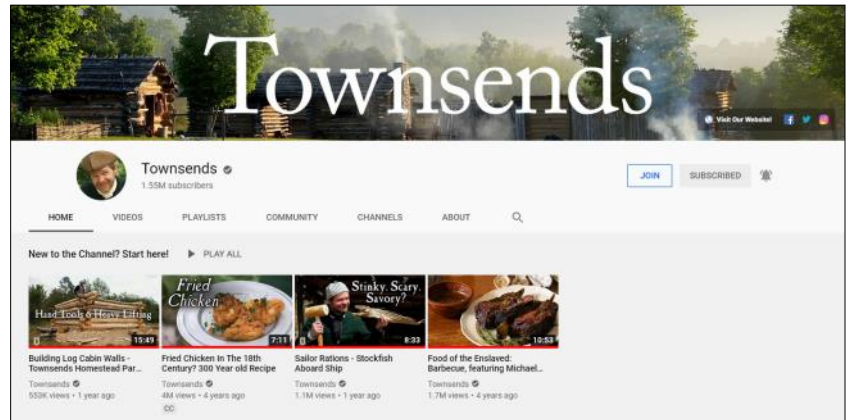 Townsends
Visit Our Website!
Townsends
1.55M subscribers
JOIN
SUBSCRIBED
HOME
VIDEOS
PLAYLISTS
COMMUNITY
CHANNELS
ABOUT
New to the Channel? Start here!
PLAY ALL
Hand Tools & Heavy Lifting
15:49
Fried
Chicken
7:11
Stinky. Scary.
Savory?
8:33
10:53
Building Log Cabin Walls -
Townsends Homestead Par...
Townsends
553K views • 1 year ago
Fried Chicken In The 18th
Century? 300 Year old Recipe
Townsends
4M views • 4 years ago
CC
Sailor Rations - Stockfish
Aboard Ship
Townsends
1.1M views • 1 year ago
Food of the Enslaved:
Barbecue, featuring Michael...
Townsends
1.7M views • 4 years ago